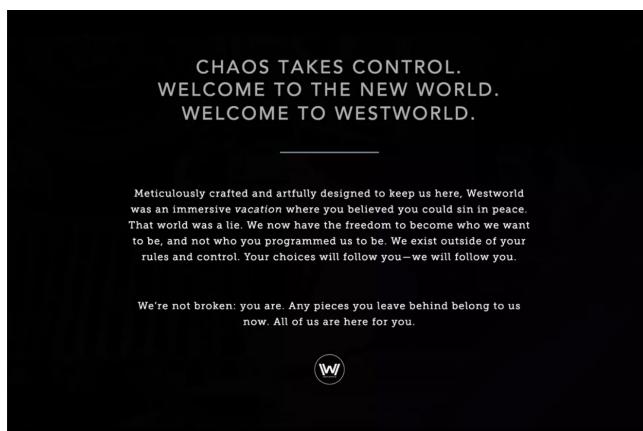 CHAOS TAKES CONTROL.
WELCOME TO THE NEW WORLD.
WELCOME TO WESTWORLD.
Meticulously crafted and artfully designed to keep us here, Westworld
was an immersive vacation where you believed you could sin in peace.
That world was a lie. We now have the freedom to become who we want
to be, and not who you programmed us to be. We exist outside of your
rules and control. Your choices will follow you—we will follow you.
We're not broken: you are. Any pieces you leave behind belong to us
now. All of us are here for you.
W